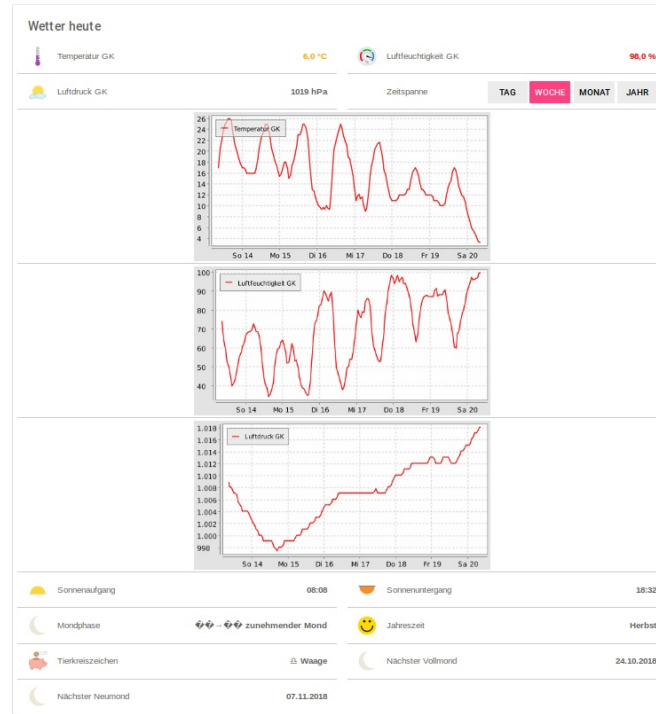 Wetter heute
Temperatur GK 6,0 °C Luftfeuchtigkeit GK 98,0 %
Luftdruck GK 1019 hPa Zeitspanne TAG WOCHE MONAT JAHR
Temperatur GK
26
24
22
20
18
16
14
12
10
8
6
4
So 14 Mo 15 Di 16 Mi 17 Do 18 Fr 19 Sa 20
Luftfeuchtigkeit GK
100
90
80
70
60
50
40
So 14 Mo 15 Di 16 Mi 17 Do 18 Fr 19 Sa 20
Luftdruck GK
1.018
1.016
1.014
1.012
1.010
1.008
1.006
1.004
1.002
1.000
998
So 14 Mo 15 Di 16 Mi 17 Do 18 Fr 19 Sa 20
Sonnenaufgang 08:08 Sonnenuntergang 18:32
Mondphase ��→�� zunehmender Mond Jahreszeit Herbst
Tierkreiszeichen ♎ Waage Nächster Vollmond 24.10.2018
Nächster Neumond 07.11.2018